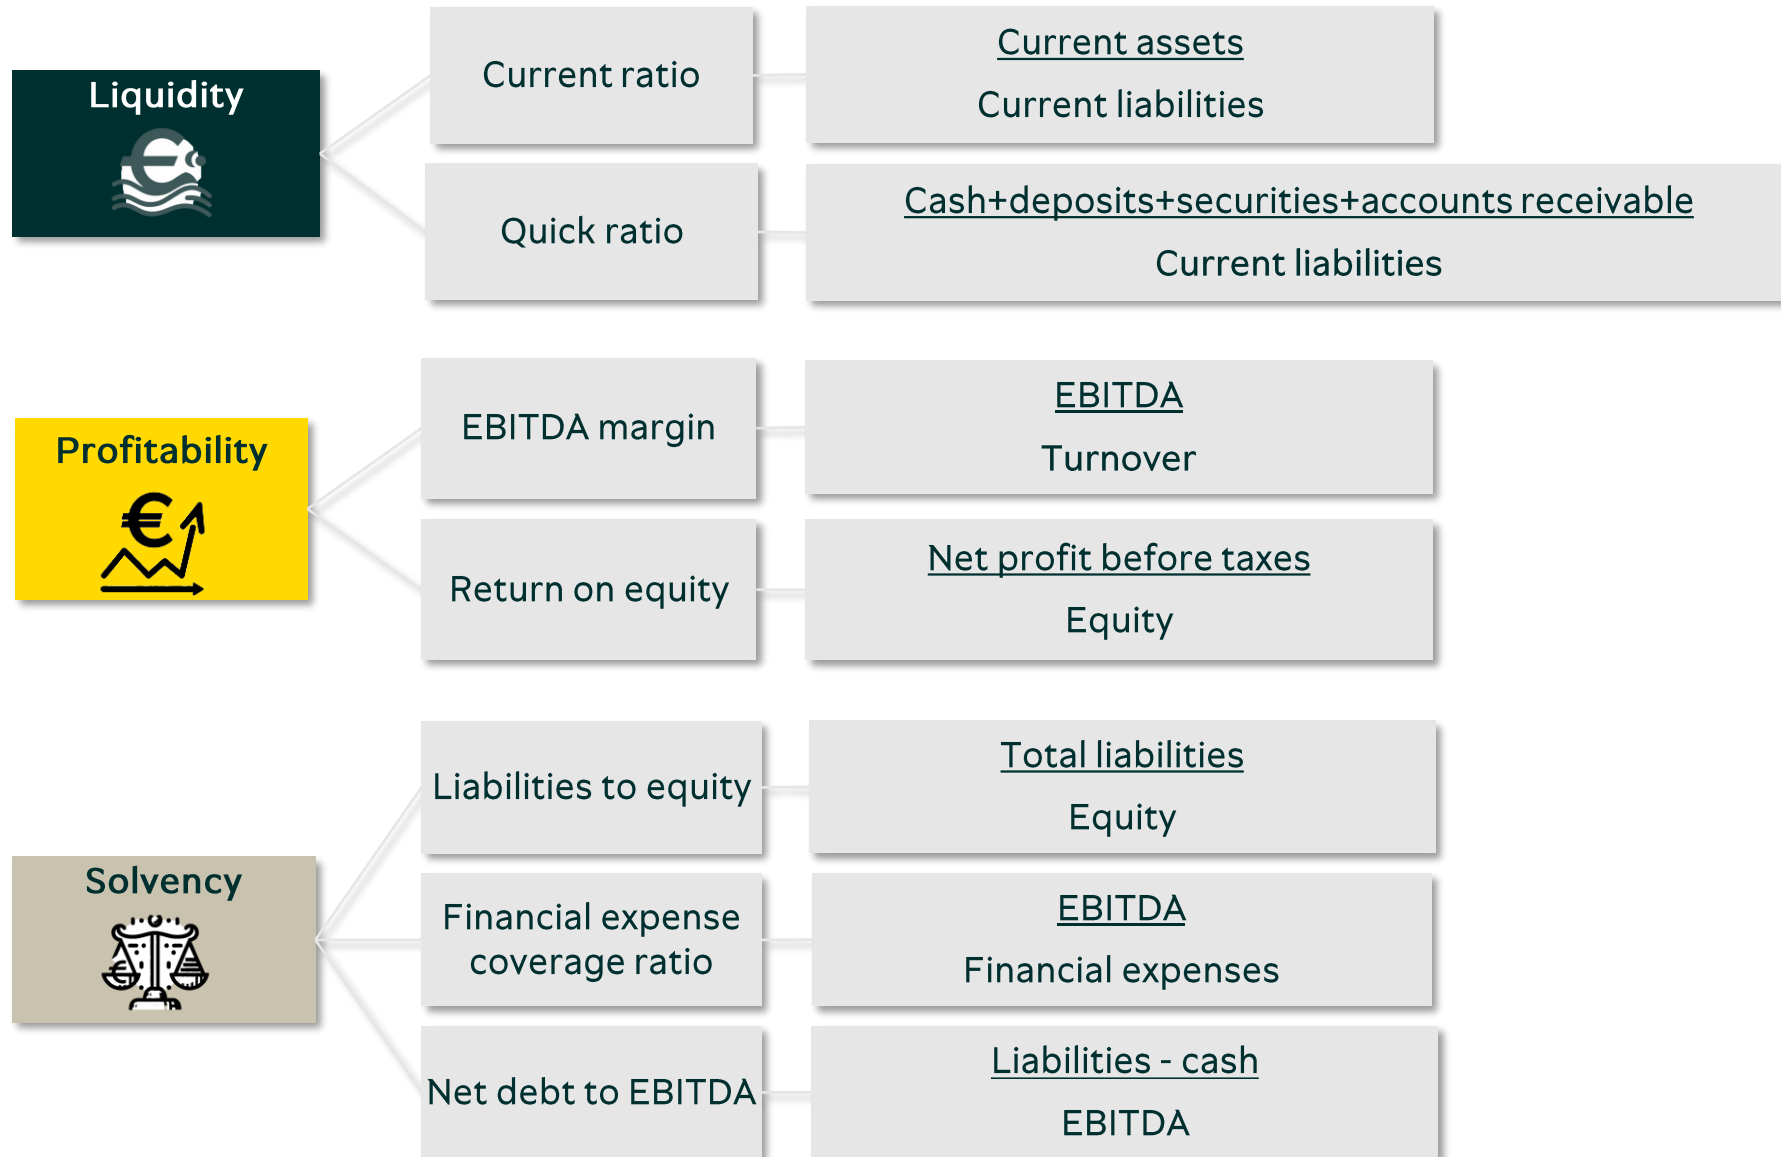 Liquidity
Current ratio
Current assets
Current liabilities
Quick ratio
Cash+deposits+securities+accounts receivable
Current liabilities
Profitability
EBITDA margin
EBITDA
Turnover
Return on equity
Net profit before taxes
Equity
Solvency
Liabilities to equity
Total liabilities
Equity
Financial expense
coverage ratio
EBITDA
Financial expenses
Net debt to EBITDA
Liabilities - cash
EBITDA